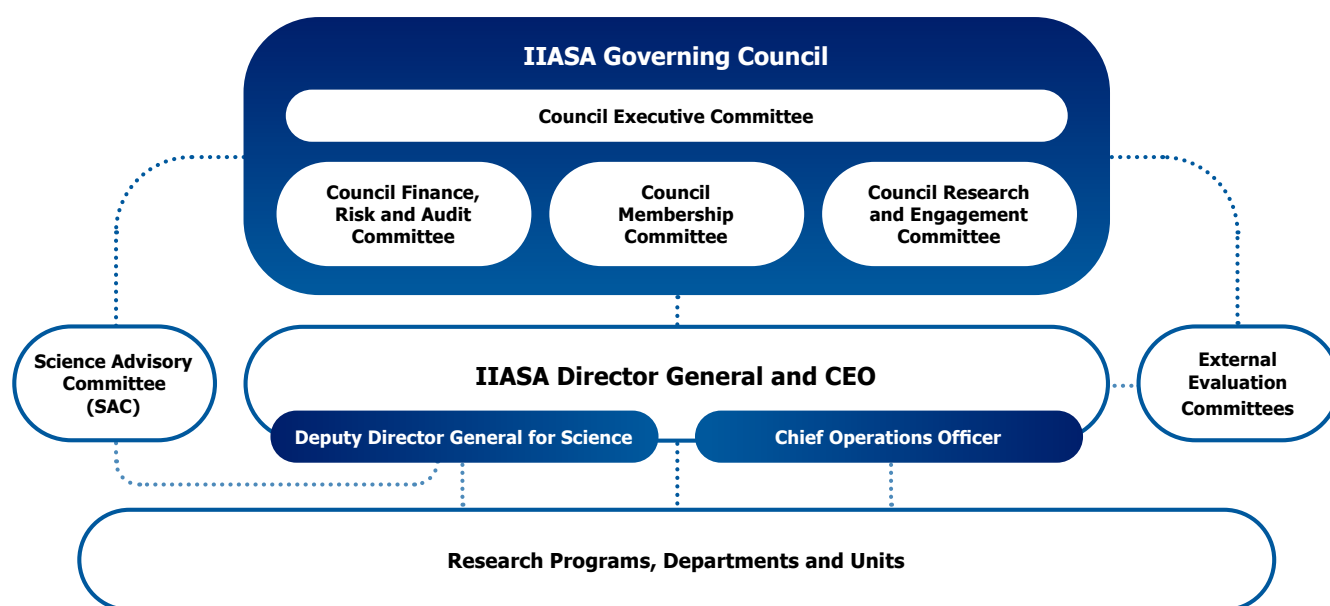 IIASA Governing Council
Council Executive Committee
Council Finance,
Risk and Audit
Committee
Council
Membership
Committee
Council Research
and Engagement
Committee
Science Advisory
Committee
(SAC)
IIASA Director General and CEO
External
Evaluation
Committees
Deputy Director General for Science
Chief Operations Officer
Research Programs, Departments and Units